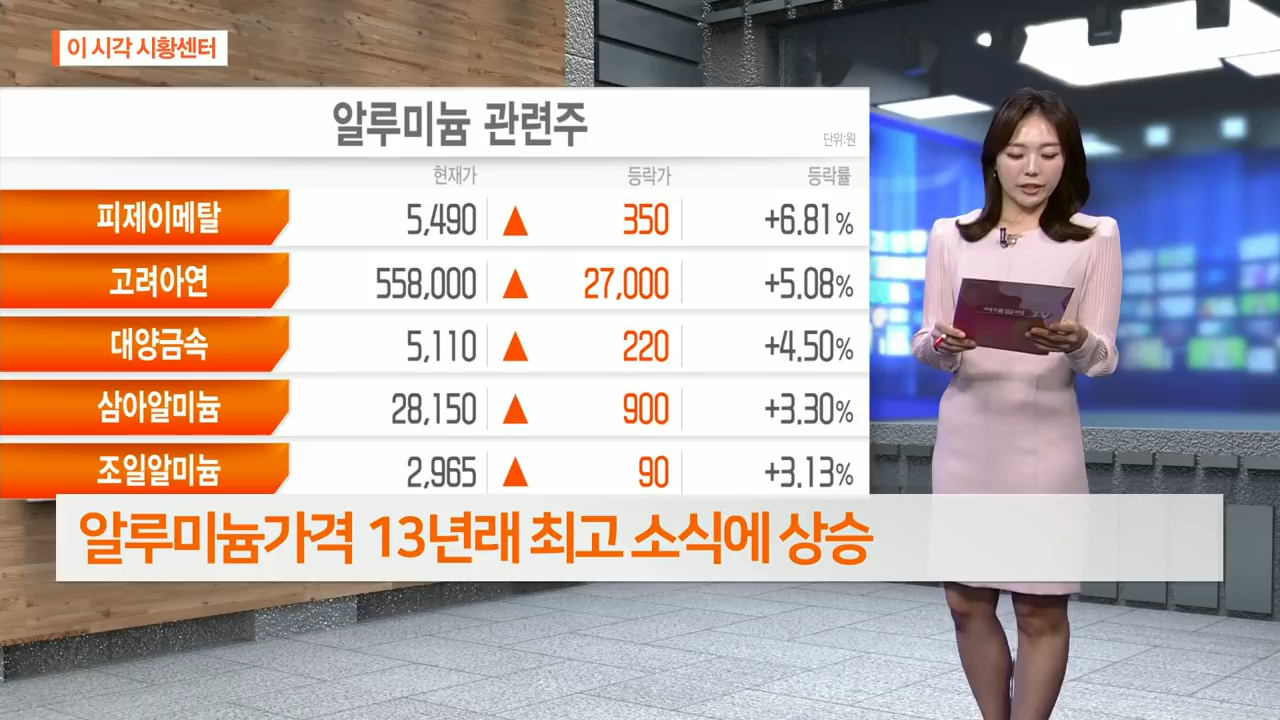 이 시각 시황센터
알루미늄 관련주
단위:원
현재가 등락가 등락률
피제이메탈 5,490 ▲ 350 +6.81%
고려아연 558,000 ▲ 27,000 +5.08%
대양금속 5,110 ▲ 220 +4.50%
삼아알미늄 28,150 ▲ 900 +3.30%
조일알미늄 2,965 ▲ 90 +3.13%
알루미늄가격 13년래 최고 소식에 상승